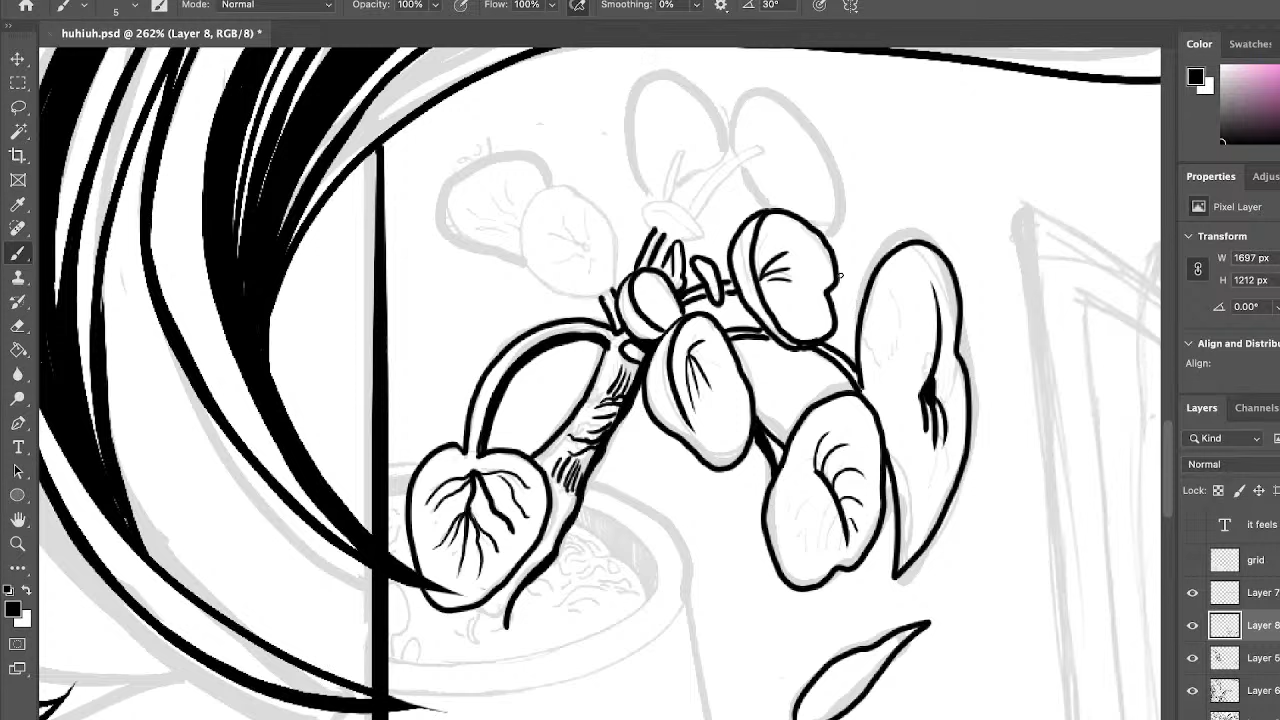 5 Mode: Normal Opacity: 100% Flow: 100% Smoothing: 0% 30°
huhiuh.psd @ 262% (Layer 8, RGB/8) *
Color Swatches
Properties Adjus
Pixel Layer
Transform
W 1697 px
H 1212 px
0.00°
Align and Distrib
Align:
Layers Channels
Kind
Normal
Lock:
T it feels
grid
Layer 7
Layer 8
Layer 5
Layer 4